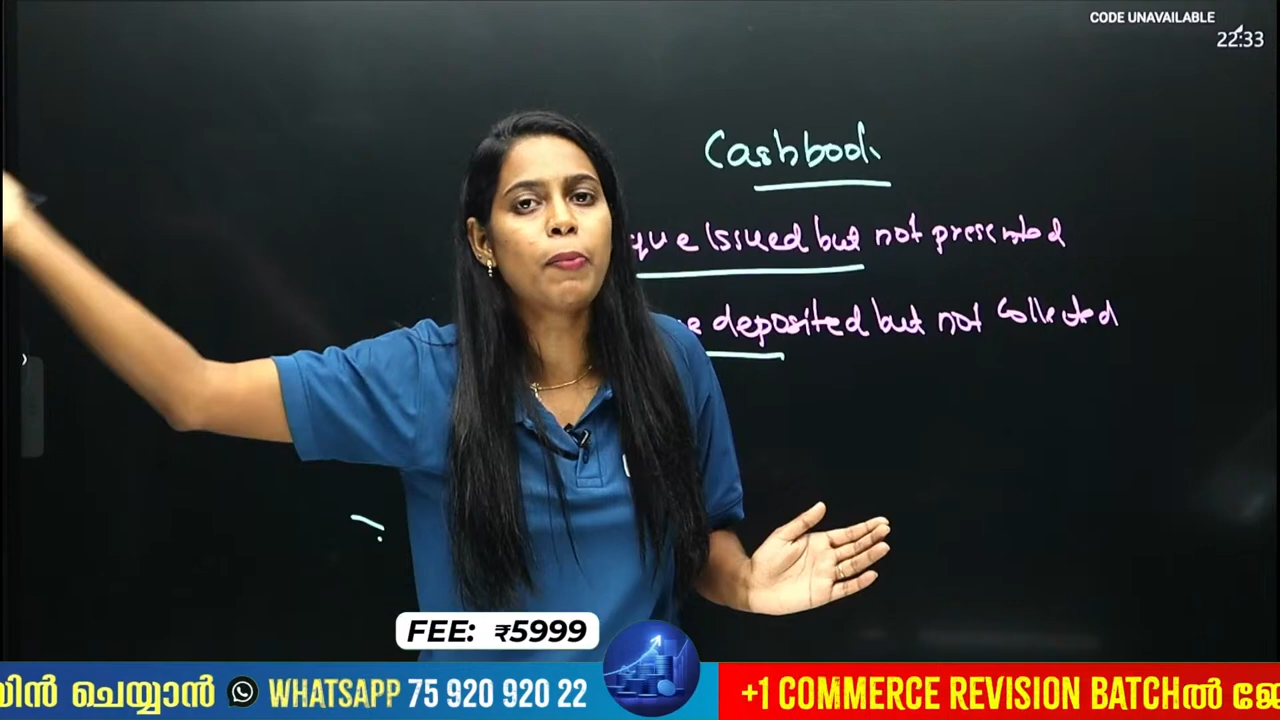 CODE UNAVAILABLE
22:33
Cashbook
que issued but not presented
e deposited but not collected
FEE: ₹5999
യിൻ ചെയ്യാൻ WHATSAPP 75 920 920 22
+1 COMMERCE REVISION BATCHൽ ജോ